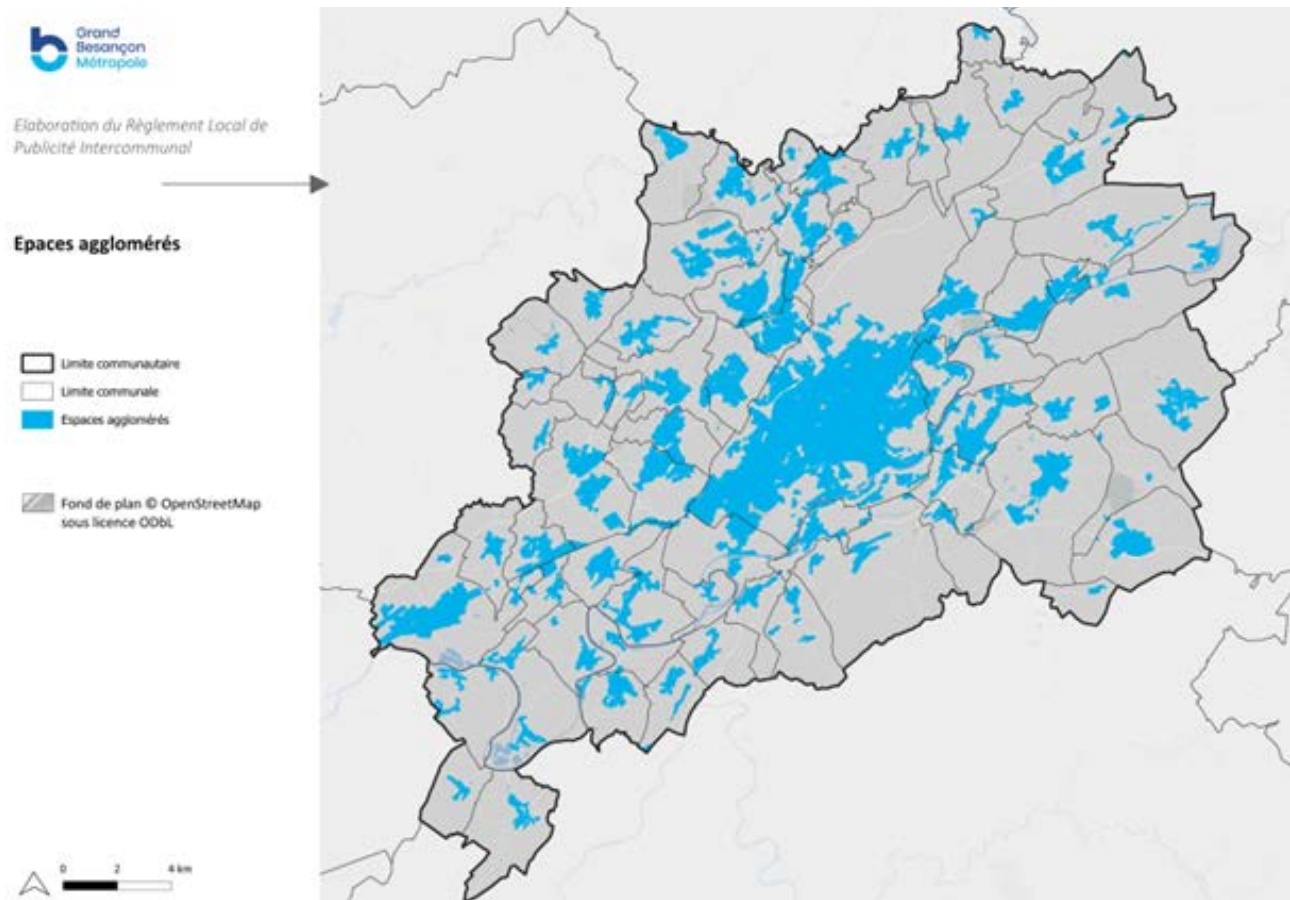 Grand
Besançon
Métropole
Elaboration du Règlement Local de
Publicité Intercommunal
Epaces agglomérés
Limite communautaire
Limite communale
Espaces agglomérés
Fond de plan © OpenStreetMap
sous licence ODbL
0 2 4 km